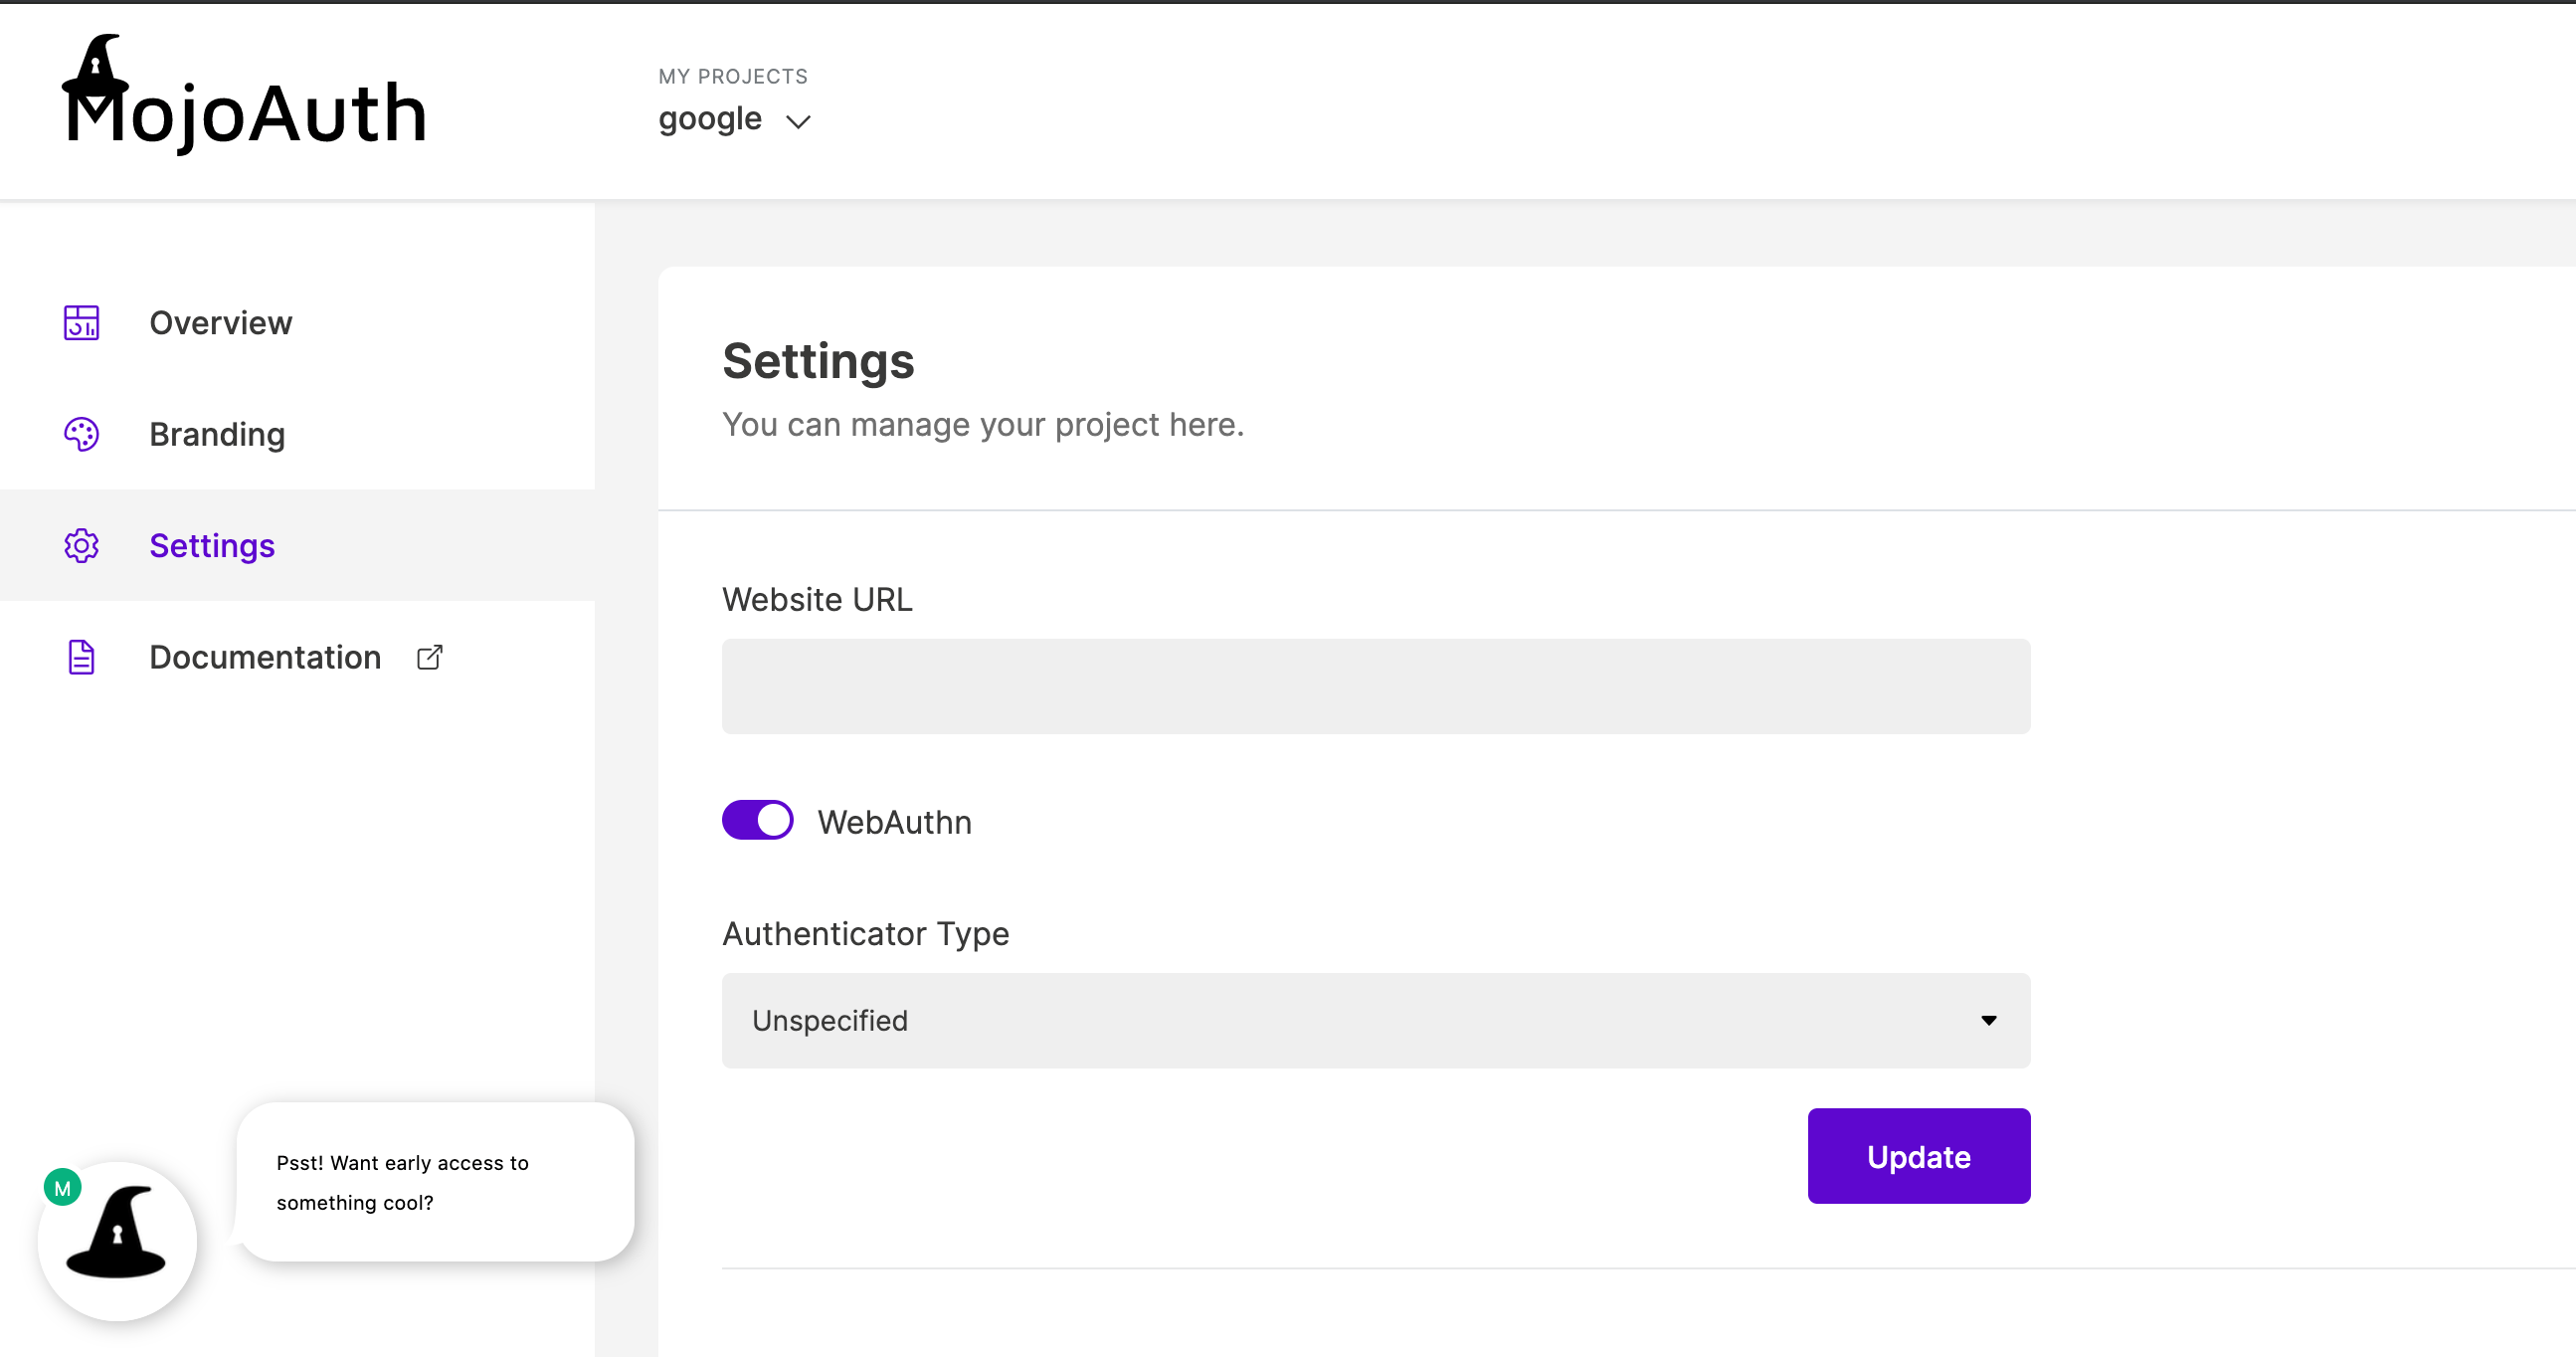 MojoAuth
MY PROJECTS
google
Overview
Branding
Settings
Documentation
Settings
You can manage your project here.
Website URL
WebAuthn
Authenticator Type
Unspecified
Update
Psst! Want early access to
something cool?
M